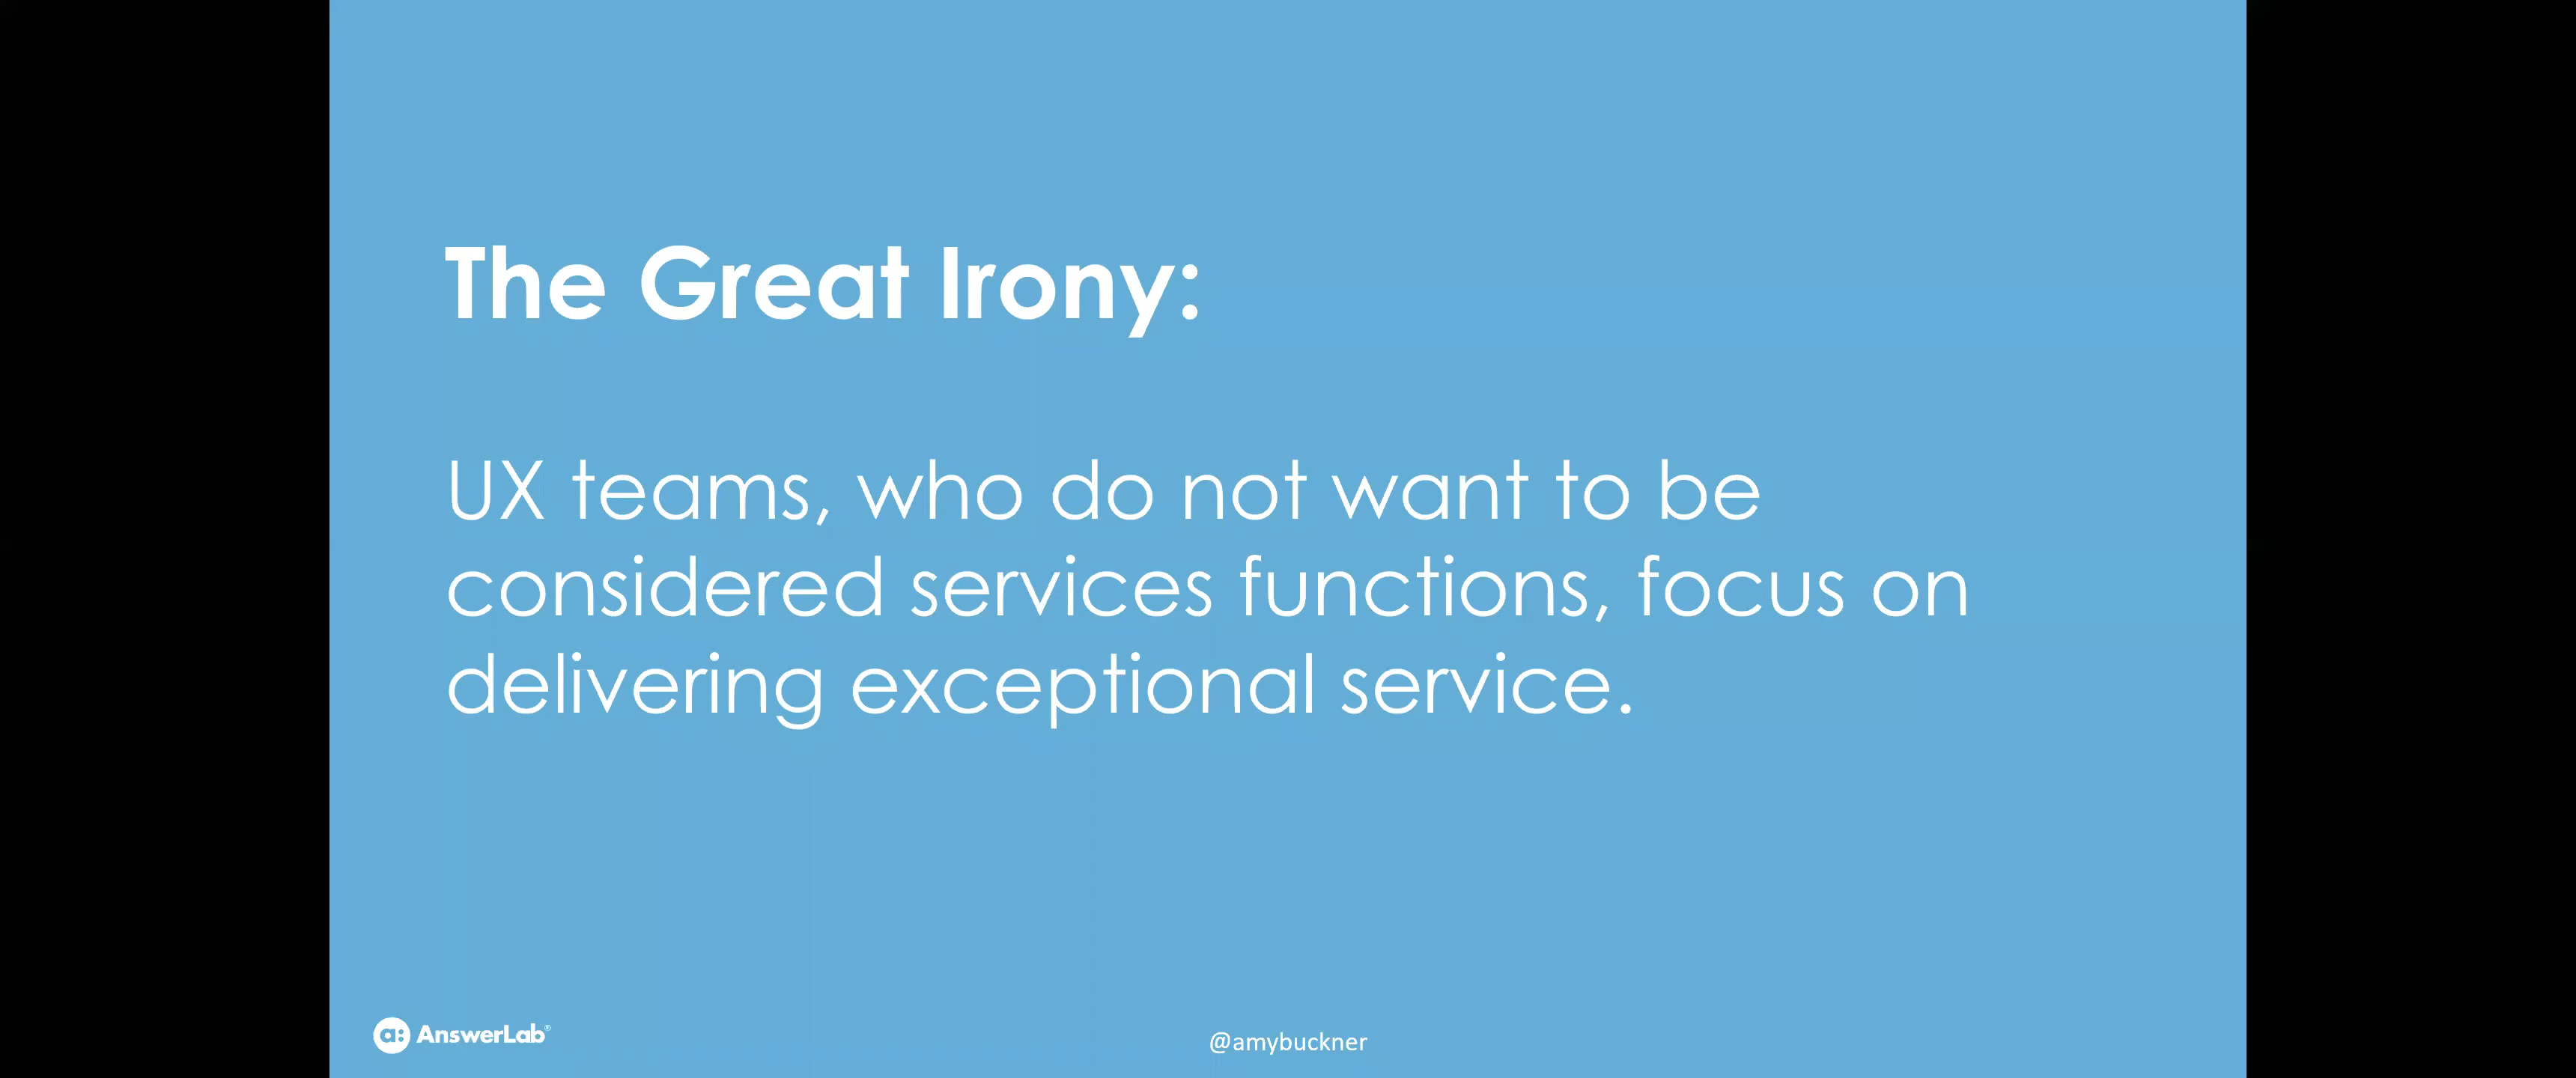 The Great Irony:
UX teams, who do not want to be
considered services functions, focus on
delivering exceptional service.
a: AnswerLab®
@amybuckner